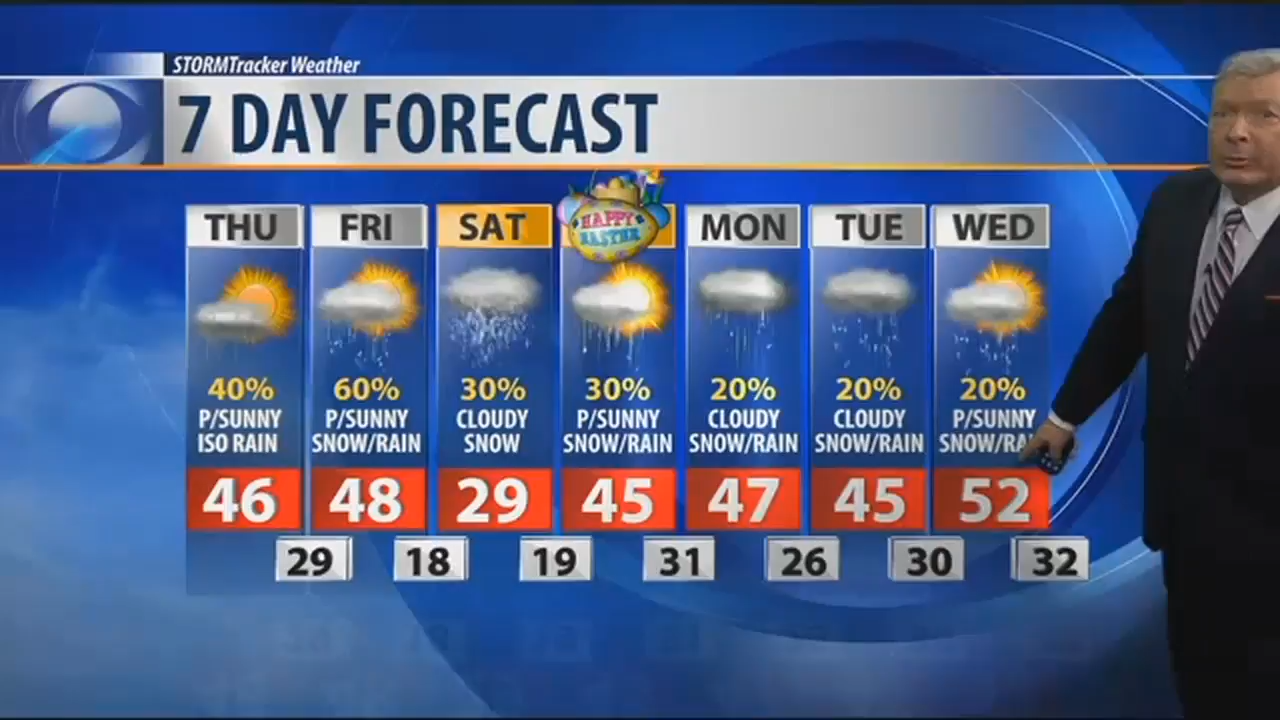 STORMTracker Weather
7 DAY FORECAST
THU
FRI
SAT
HAPPY
EASTER
MON
TUE
WED
40%
P/SUNNY
ISO RAIN
60%
P/SUNNY
SNOW/RAIN
30%
CLOUDY
SNOW
30%
P/SUNNY
SNOW/RAIN
20%
CLOUDY
SNOW/RAIN
20%
CLOUDY
SNOW/RAIN
20%
P/SUNNY
SNOW/RA
46
48
29
45
47
45
52
29
18
19
31
26
30
32